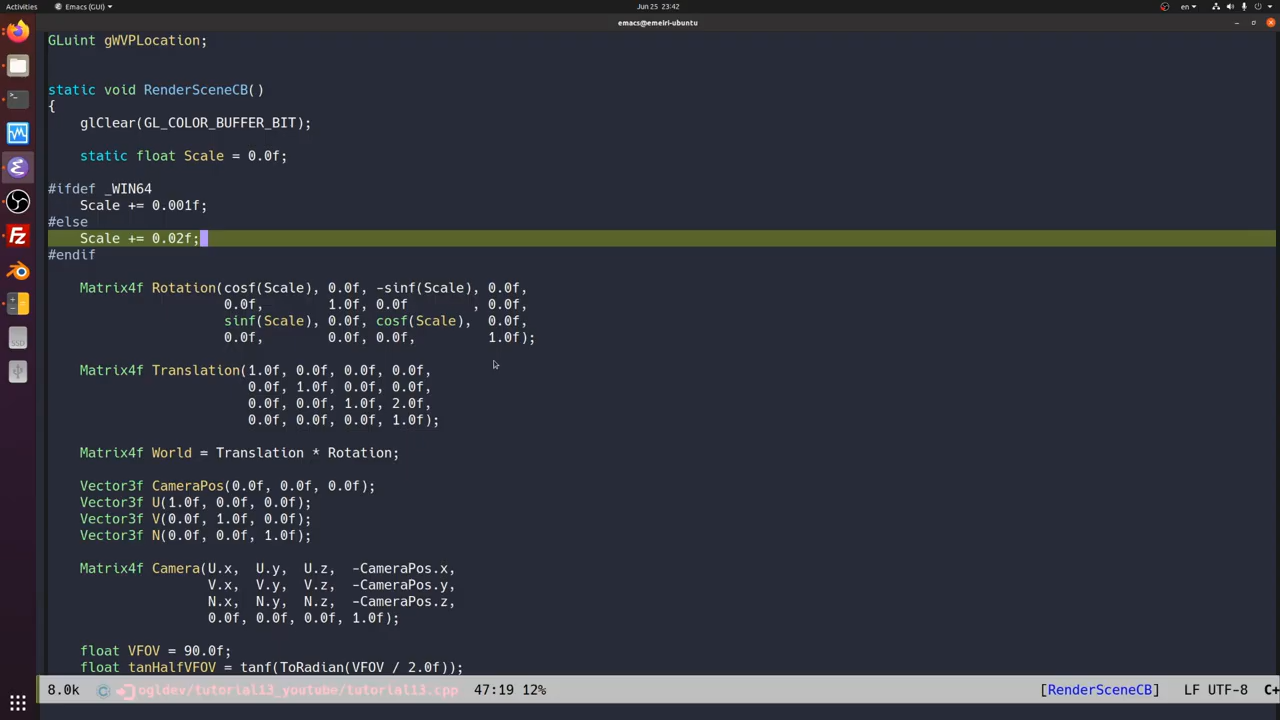 Activities
Emacs (GUI)
Jun 25 23:42
en
emacs@emeiri-ubuntu
GLuint gWVPLocation;
static void RenderSceneCB()
{
glClear(GL_COLOR_BUFFER_BIT);
static float Scale = 0.0f;
#ifdef _WIN64
Scale += 0.001f;
#else
Scale += 0.02f;
#endif
Matrix4f Rotation(cosf(Scale), 0.0f, -sinf(Scale), 0.0f,
0.0f, 1.0f, 0.0f , 0.0f,
sinf(Scale), 0.0f, cosf(Scale), 0.0f,
0.0f, 0.0f, 0.0f, 1.0f);
Matrix4f Translation(1.0f, 0.0f, 0.0f, 0.0f,
0.0f, 1.0f, 0.0f, 0.0f,
0.0f, 0.0f, 1.0f, 2.0f,
0.0f, 0.0f, 0.0f, 1.0f);
Matrix4f World = Translation * Rotation;
Vector3f CameraPos(0.0f, 0.0f, 0.0f);
Vector3f U(1.0f, 0.0f, 0.0f);
Vector3f V(0.0f, 1.0f, 0.0f);
Vector3f N(0.0f, 0.0f, 1.0f);
Matrix4f Camera(U.x, U.y, U.z, -CameraPos.x,
V.x, V.y, V.z, -CameraPos.y,
N.x, N.y, N.z, -CameraPos.z,
0.0f, 0.0f, 0.0f, 1.0f);
float VFOV = 90.0f;
float tanHalfVFOV = tanf(ToRadian(VFOV / 2.0f));
8.0k ogldev/tutorial13_youtube/tutorial13.cpp 47:19 12% [RenderSceneCB] LF UTF-8 C+